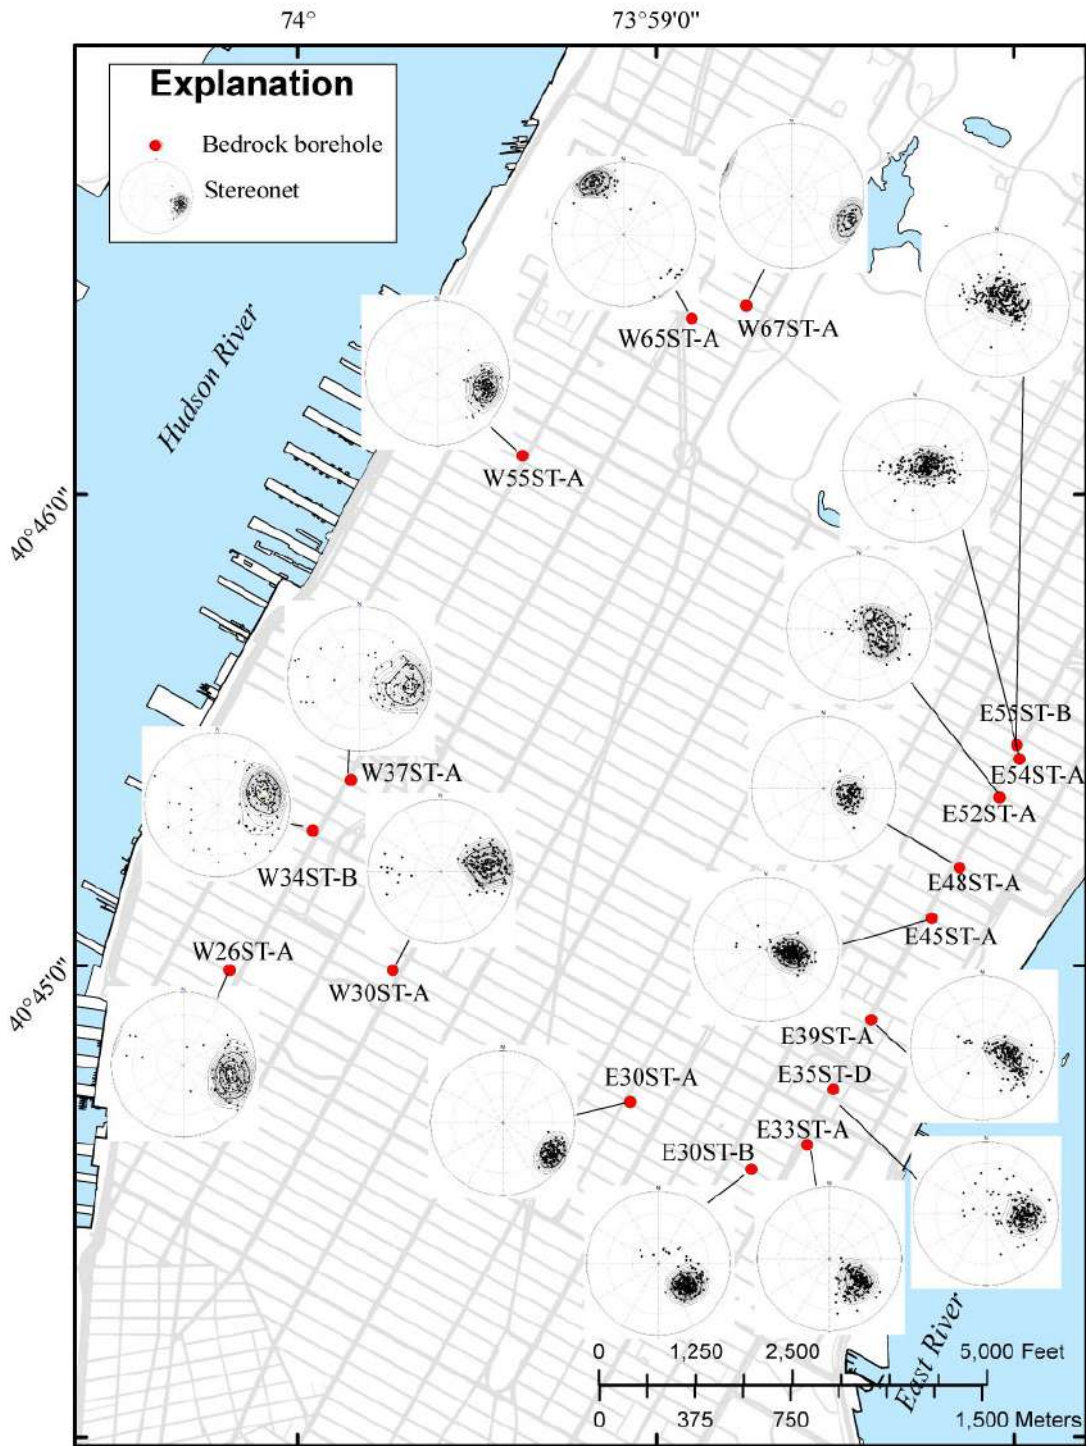 74°
73°59'0"
Explanation
Bedrock borehole
Stereonet
Hudson River
W65ST-A
W67ST-A
W55ST-A
40°46'0"
E55ST-B
E54ST-A
E52ST-A
W37ST-A
W34ST-B
E48ST-A
E45ST-A
W26ST-A
W30ST-A
40°45'0"
E39ST-A
E35ST-D
E30ST-A
E33ST-A
E30ST-B
East River
0 1,250 2,500 5,000 Feet
0 375 750 1,500 Meters